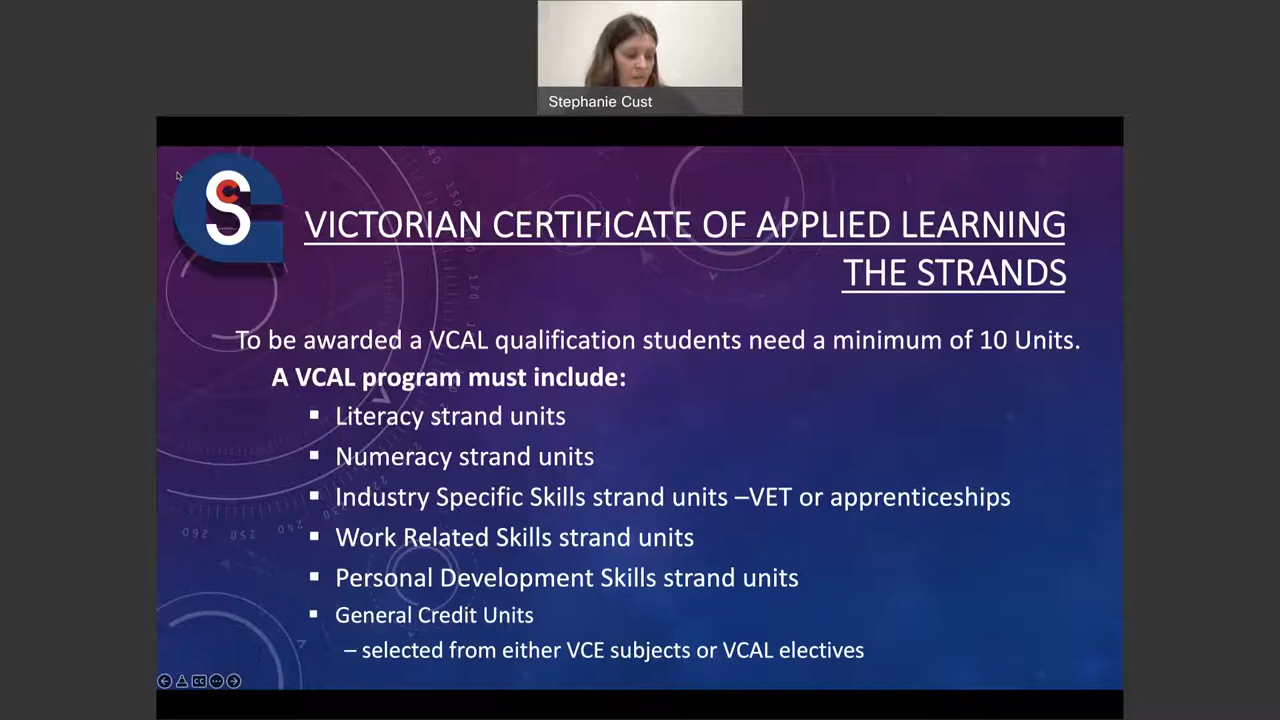 Stephanie Cust
SC
VICTORIAN CERTIFICATE OF APPLIED LEARNING
THE STRANDS
To be awarded a VCAL qualification students need a minimum of 10 Units.
A VCAL program must include:
▪ Literacy strand units
▪ Numeracy strand units
▪ Industry Specific Skills strand units –VET or apprenticeships
▪ Work Related Skills strand units
▪ Personal Development Skills strand units
▪ General Credit Units
– selected from either VCE subjects or VCAL electives
CC